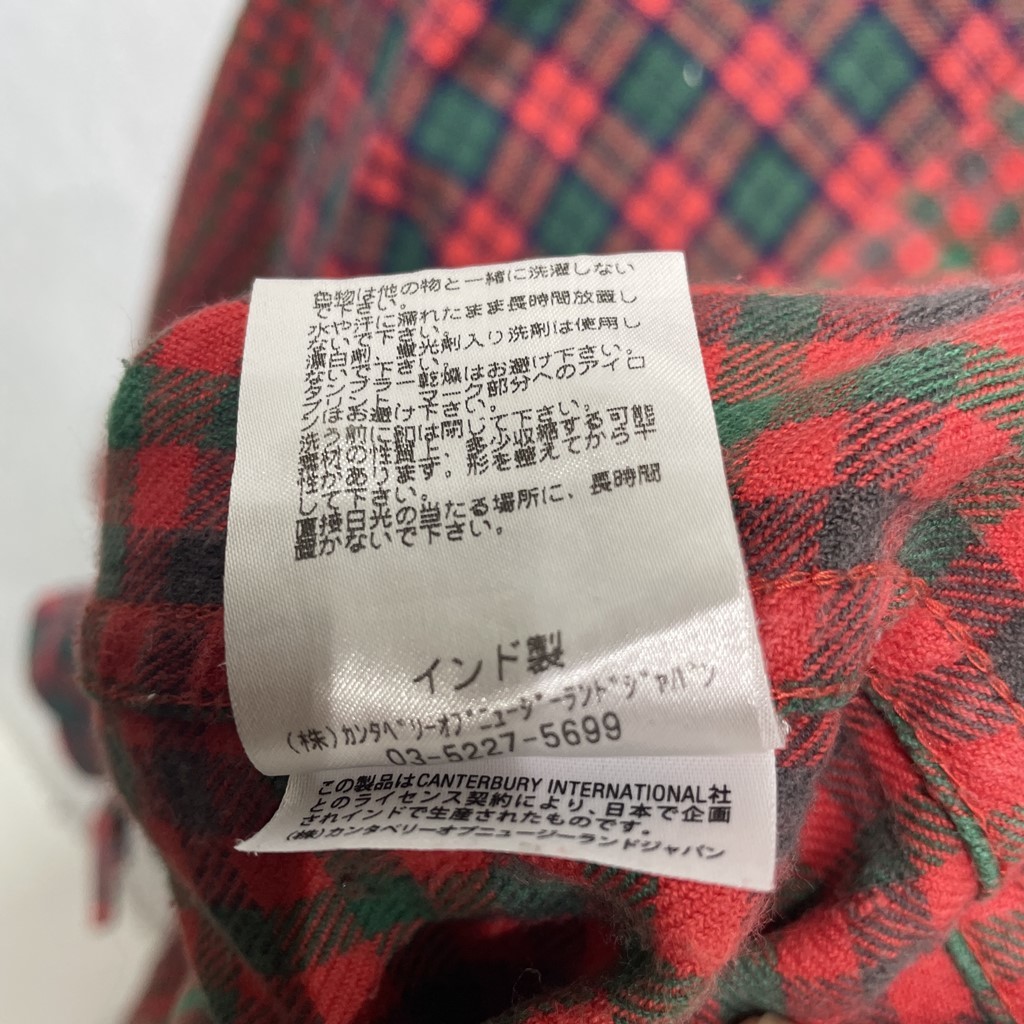 色物は他の物と一緒に洗濯しない
で下さい。
水や汗に濡れたまま長時間放置し
ないで下さい。
漂白剤、蛍光剤入り洗剤は使用し
ないで下さい。
タンブラー乾燥はお避け下さい。
プリント、マーク部分へのアイロ
ンはお避け下さい。
洗う前に釦は閉じて下さい。
素材の性質上、多少収縮する可能
性があります。形を整えてから干
して下さい。
直接日光の当たる場所に、長時間
置かないで下さい。
インド製
(株)カンタベリーオブニュージーランドジャパン
03-5227-5699
この製品はCANTERBURY INTERNATIONAL社
とのライセンス契約により、日本で企画
されインドで生産されたものです。
(株)カンタベリーオブニュージーランドジャパン